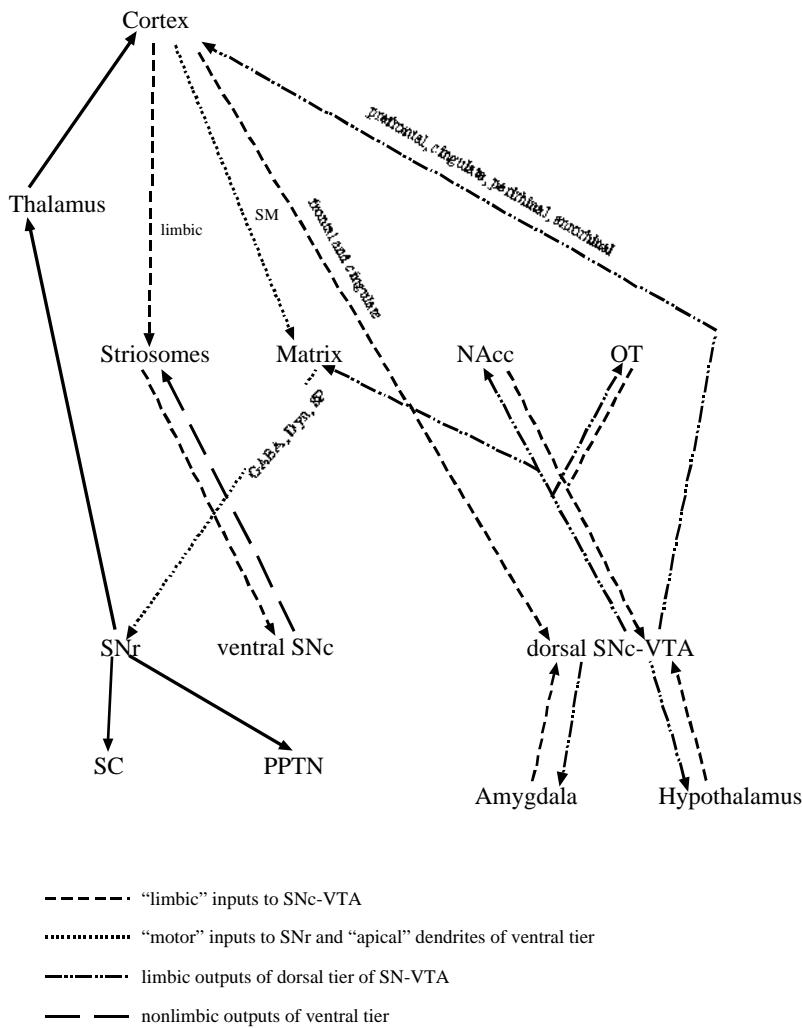 Cortex
prefrontal, cingulate, perirhinal, entorhinal
Thalamus
limbic
SM
frontal and cingulate
Striosomes
Matrix
NAcc
OT
GABA, Dyn, SP
SNr
ventral SNc
dorsal SNc-VTA
SC
PPTN
Amygdala
Hypothalamus
“limbic” inputs to SNc-VTA
“motor” inputs to SNr and “apical” dendrites of ventral tier
limbic outputs of dorsal tier of SN-VTA
nonlimbic outputs of ventral tier